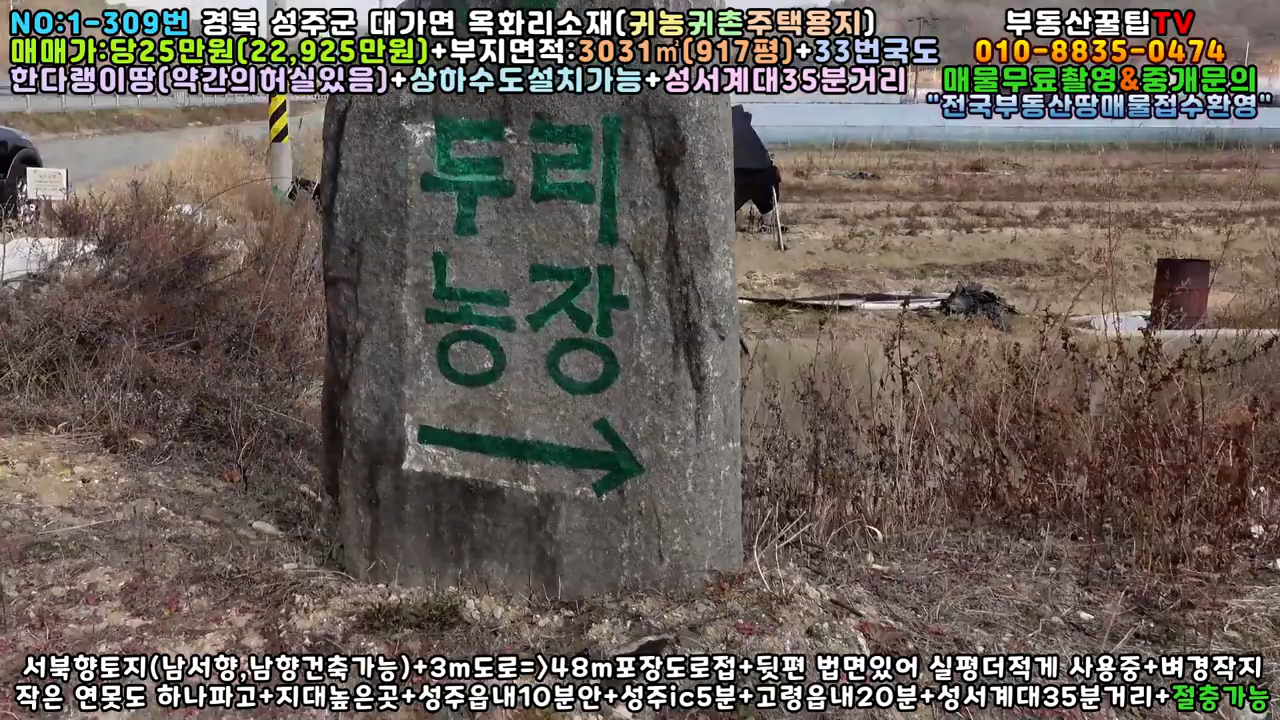 NO:1-309번 경북 성주군 대가면 옥화리소재(귀농귀촌주택용지)
매매가:당25만원(22,925만원)+부지면적:3031㎡(917평)+33번국도
한다랭이땅(약간의허실있음)+상하수도설치가능+성서계대35분거리
부동산꿀팁TV
010-8835-0474
매물무료촬영&중개문의
"전국부동산땅매물접수환영"
두리
농장
→
서북향토지(남서향,남향건축가능)+3m도로=>48m포장도로접+뒷편 법면있어 실평더적게 사용중+벼경작지
작은 연못도 하나파고+지대높은곳+성주읍내10분안+성주ic5분+고령읍내20분+성서계대35분거리+절충가능